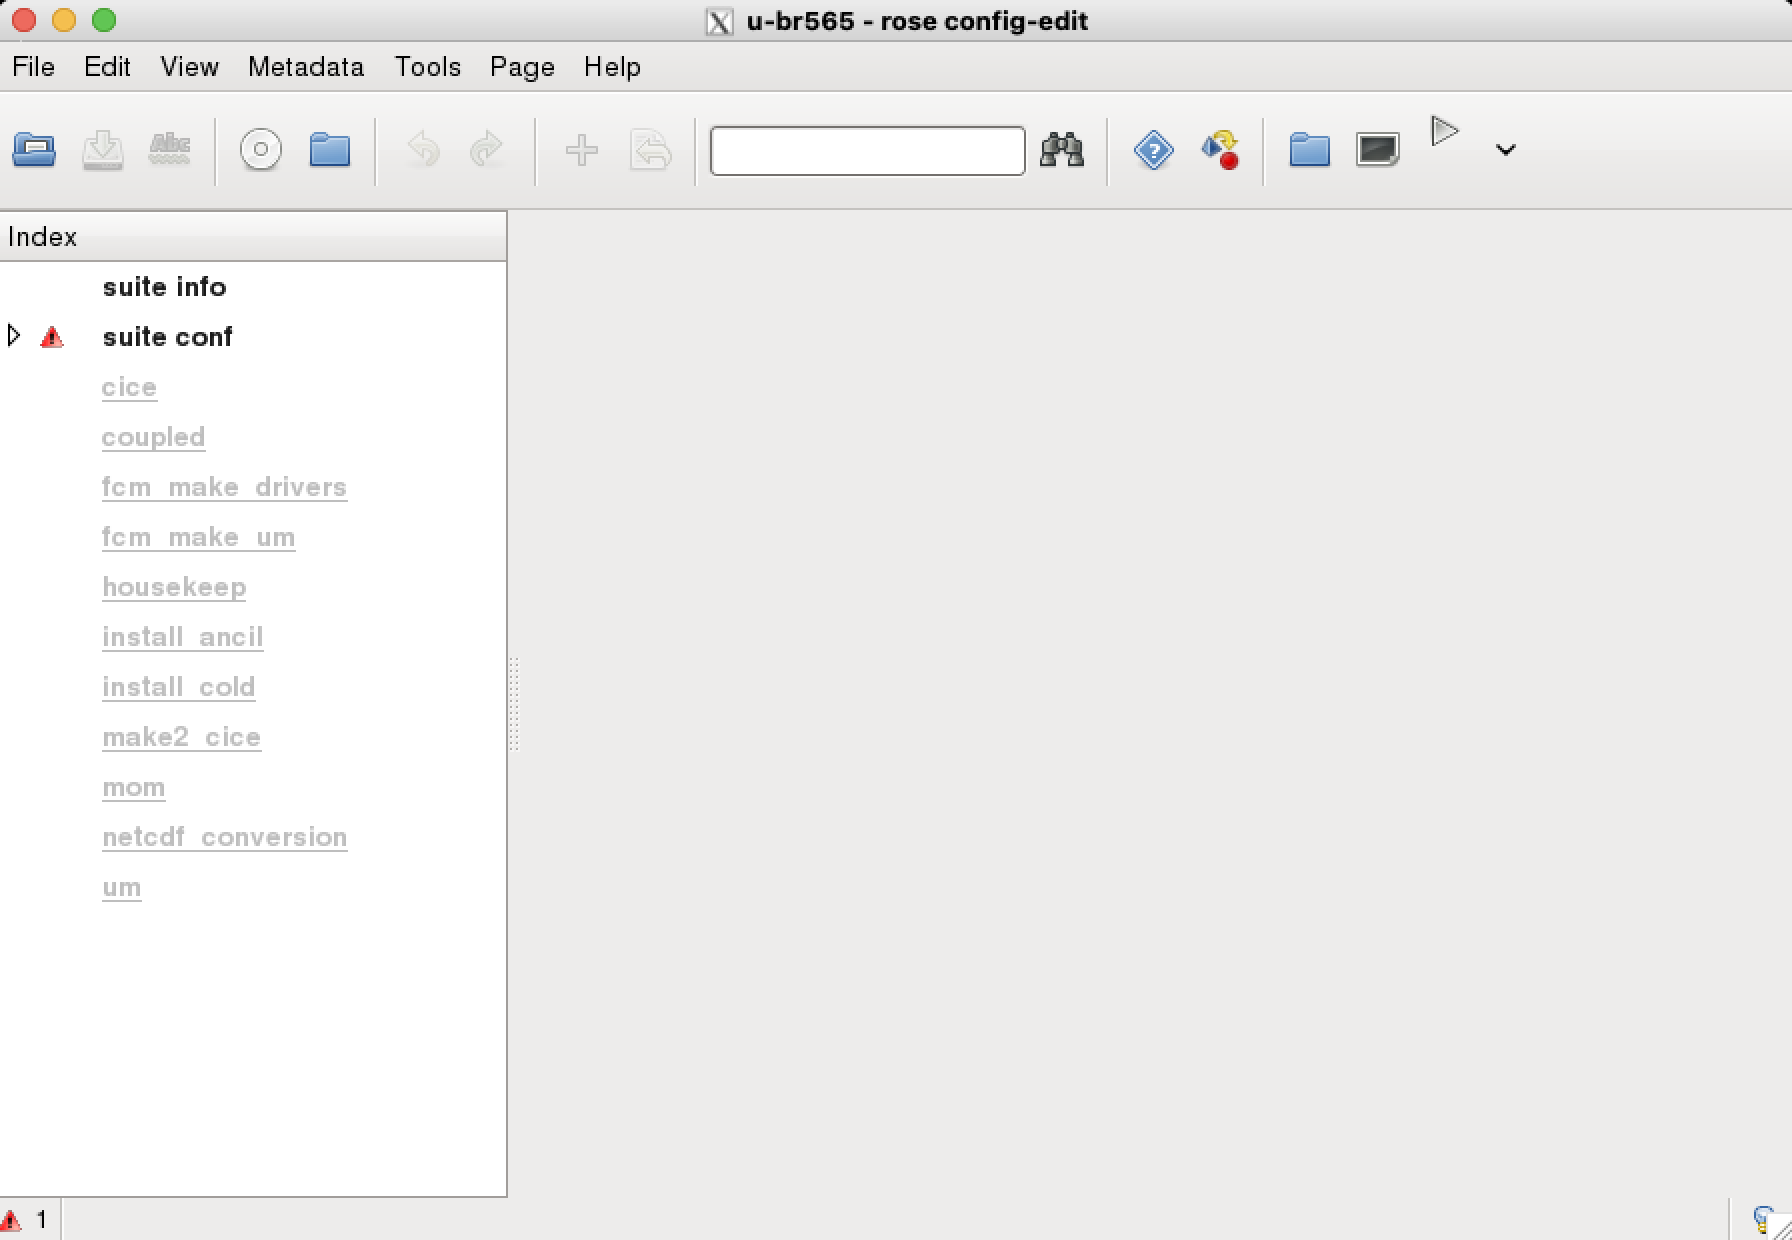 u-br565 - rose config-edit
File Edit View Metadata Tools Page Help
Abc
Index
suite info
suite conf
cice
coupled
fcm_make_drivers
fcm_make_um
housekeep
install_ancil
install_cold
make2_cice
mom
netcdf_conversion
um
1